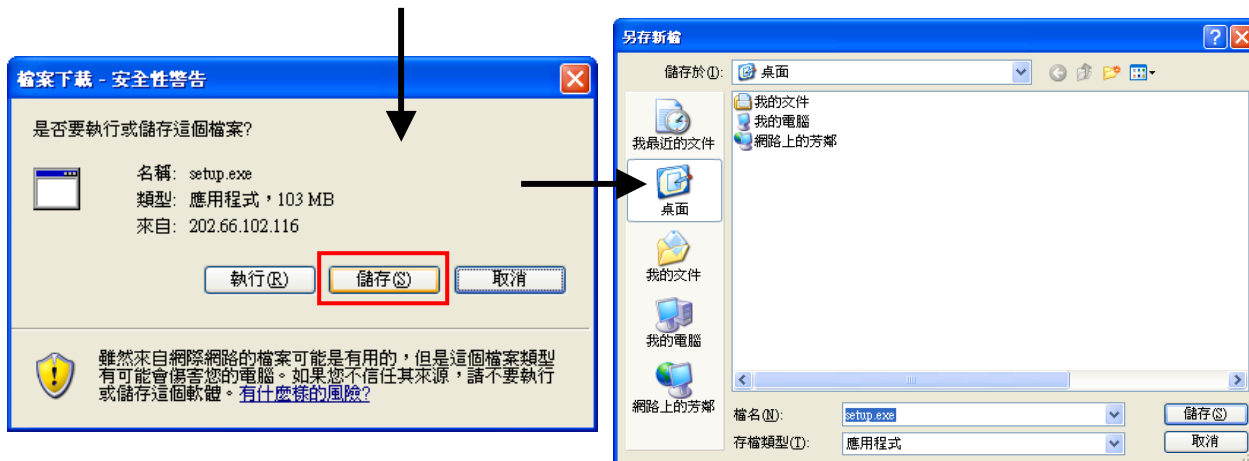 檔案下載 - 安全性警告
是否要執行或儲存這個檔案?
名稱: setup.exe
類型: 應用程式，103 MB
來自: 202.66.102.116
執行(R) 儲存(S) 取消
雖然來自網際網路的檔案可能是有用的，但是這個檔案類型
有可能會傷害您的電腦。如果您不信任其來源，請不要執行
或儲存這個軟體。有什麼樣的風險?
另存新檔
儲存於(I): 桌面
我最近的文件
桌面
我的文件
我的電腦
網路上的芳鄰
我的文件
我的電腦
網路上的芳鄰
檔名(N): setup.exe 儲存(S)
存檔類型(T): 應用程式 取消